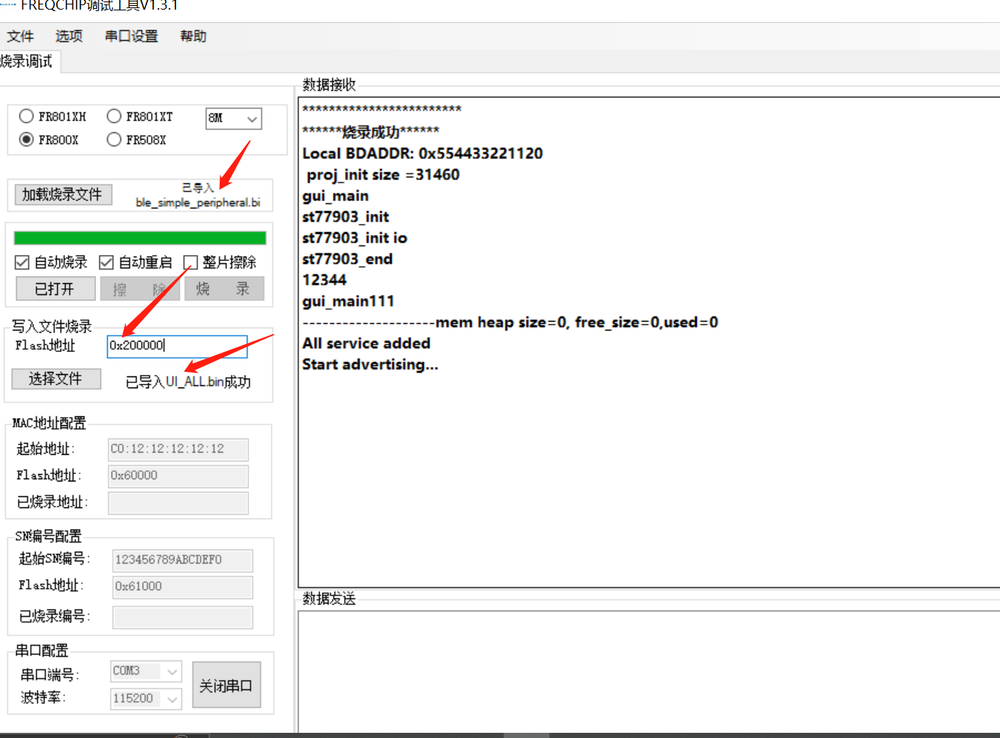 FREQCHIP调试工具V1.3.1
文件 选项 串口设置 帮助
烧录调试
FR801XH FR801XT 8M
FR800X FR508X
加载烧录文件 已导入
ble_simple_peripheral.bi
自动烧录 自动重启 整片擦除
已打开 擦 除 烧 录
写入文件烧录
Flash地址 0x200000
选择文件 已导入UI_ALL.bin成功
MAC地址配置
起始地址: C0:12:12:12:12:12
Flash地址: 0x60000
已烧录地址:
SN编号配置
起始SN编号: 123456789ABCDEF0
Flash地址: 0x61000
已烧录编号:
串口配置
串口端号: COM3
波特率: 115200
关闭串口
数据接收
************************
******烧录成功******
Local BDADDR: 0x554433221120
proj_init size =31460
gui_main
st77903_init
st77903_init io
st77903_end
12344
gui_main111
--------------------mem heap size=0, free_size=0,used=0
All service added
Start advertising...
数据发送